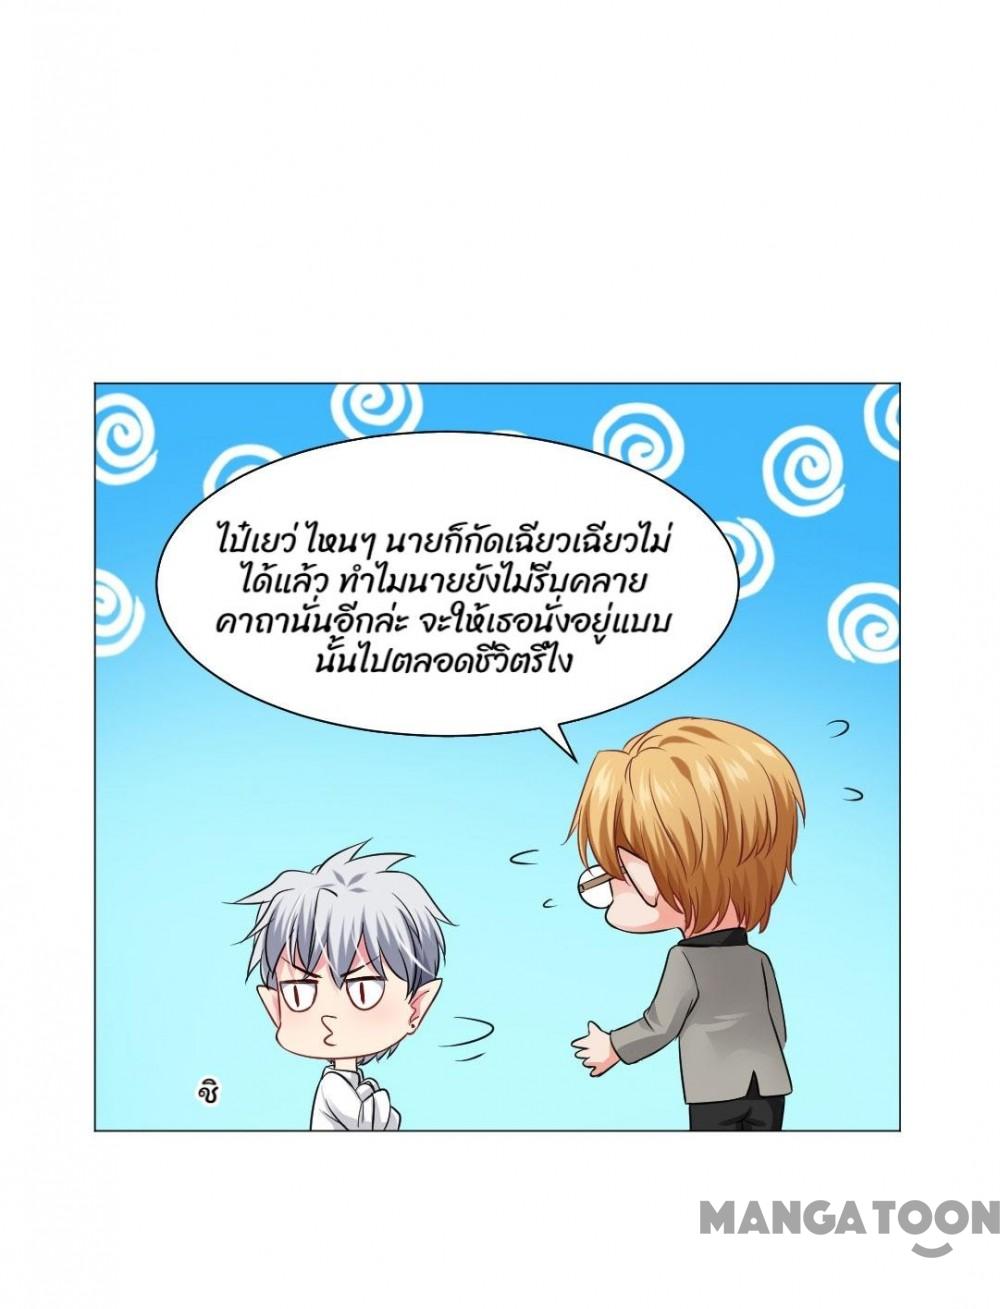 ไป๋เยว่ ไหนๆ นายก็กัดเฉียวเฉียวไม่
ได้แล้ว ทำไมนายยังไม่รีบคลาย
คาถานั่นอีกล่ะ จะให้เธอนั่งอยู่แบบ
นั้นไปตลอดชีวิตรึไง
ชิ
MANGATOON